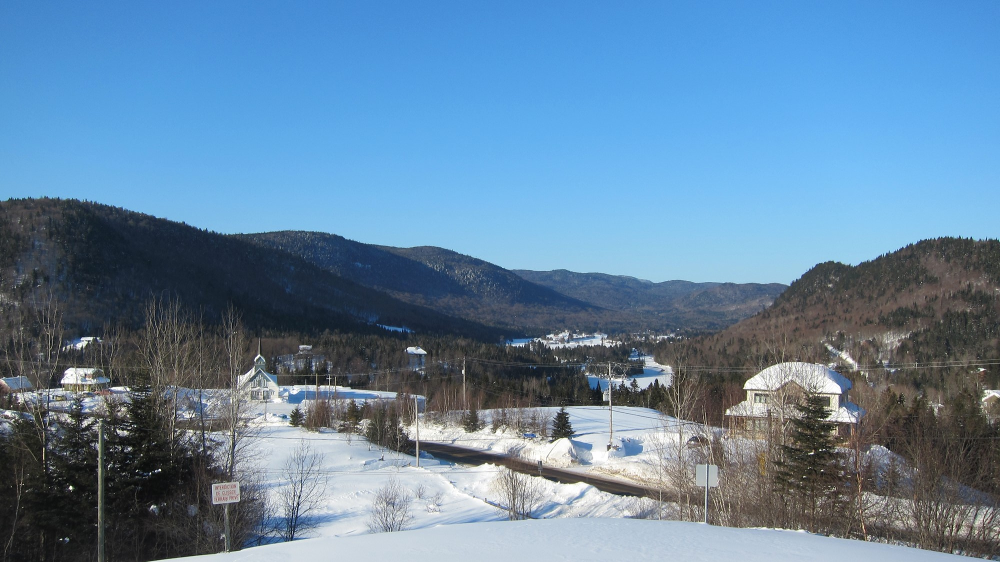 INTERDICTION
DE GLISSER
TERRAIN PRIVÉ